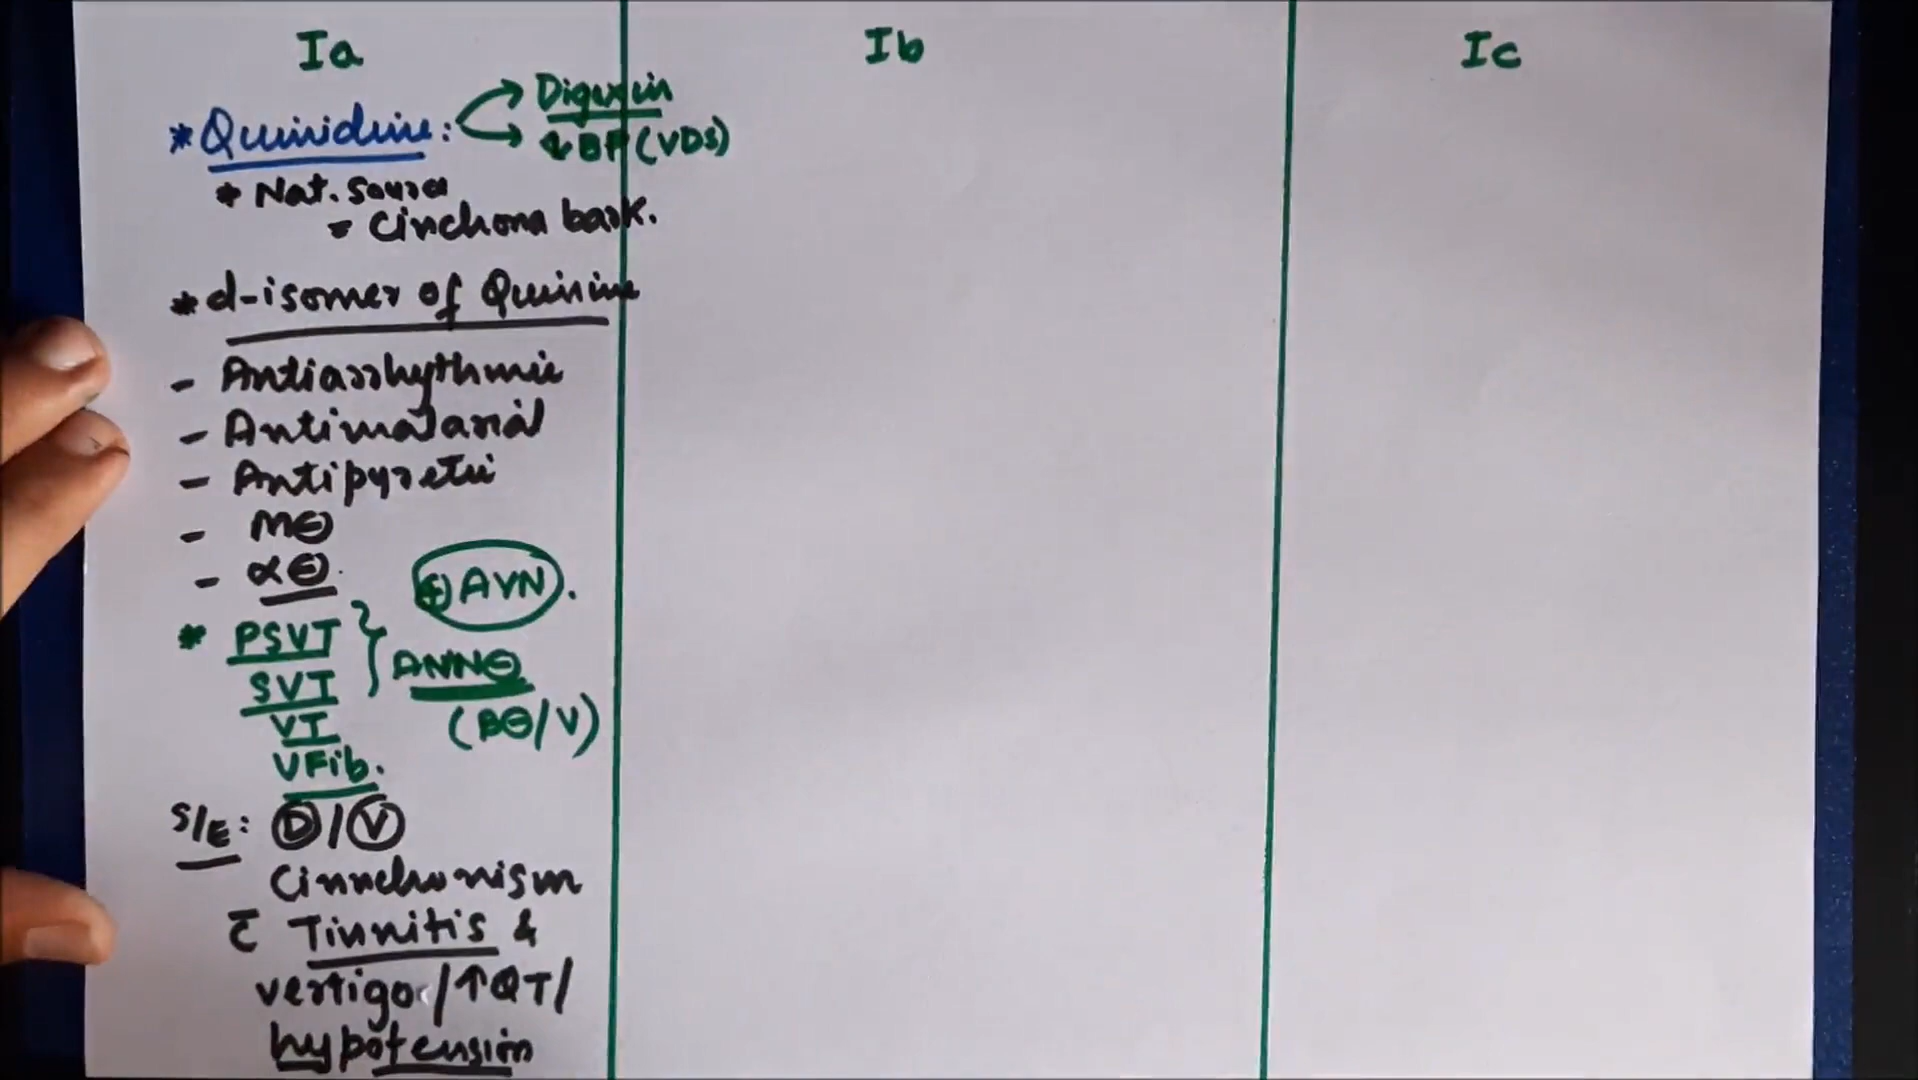 Ia
Ib
Ic
* Quinidine: → Digoxin
→ ↓BP (VDs)
* Nat. source
= Cinchona bark.
* d-isomer of Quinine
- Antiarrhythmic
- Antimalarial
- Antipyretic
- M⊖
- α⊖.
⊕AVN.
* PSVT
SVT } ANN⊖
VT (B⊖/V)
VFib.
S/E: Ⓓ/Ⓥ
Cinnchonism
c̄ Tinnitis &
vertigo/↑QT/
hypotension